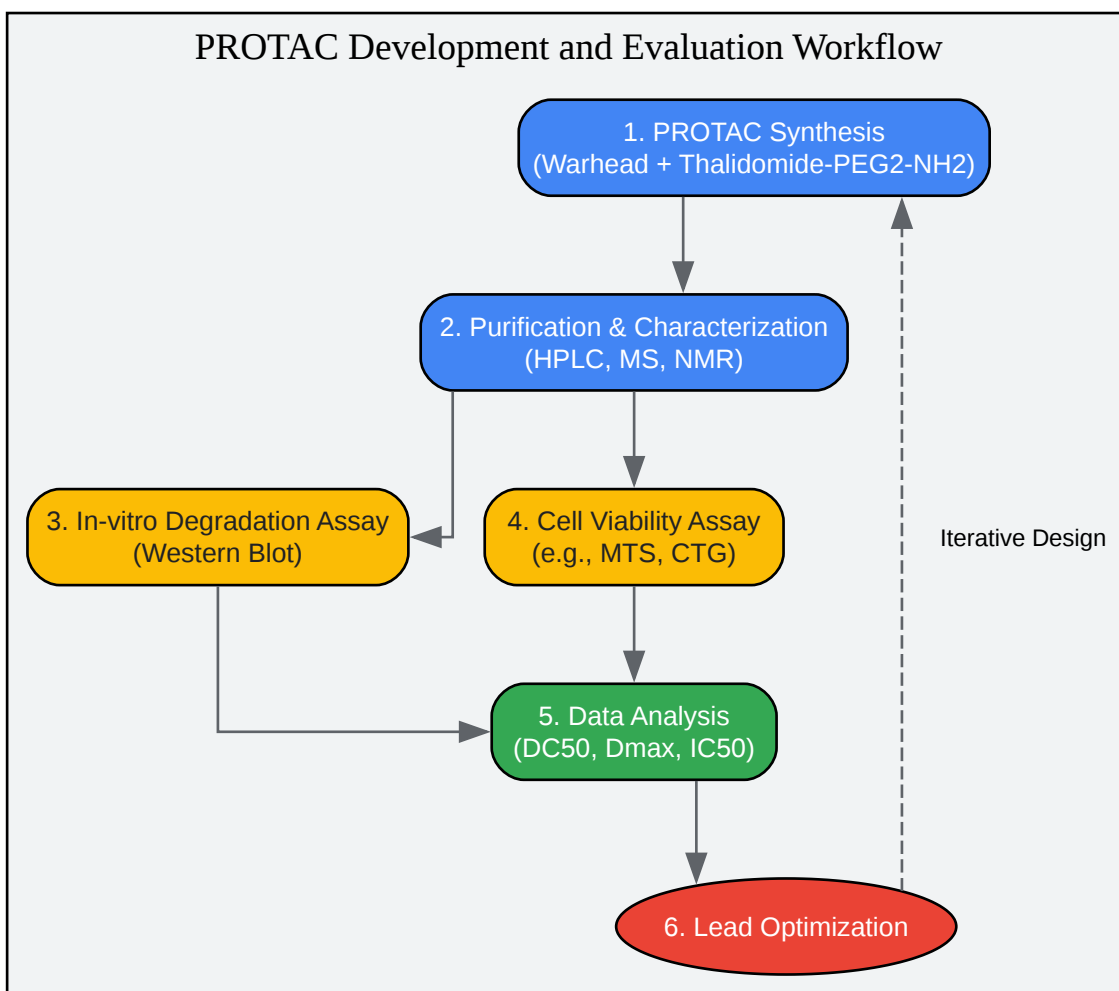 PROTAC Development and Evaluation Workflow
1. PROTAC Synthesis
(Warhead + Thalidomide-PEG2-NH2)
2. Purification & Characterization
(HPLC, MS, NMR)
3. In-vitro Degradation Assay
(Western Blot)
4. Cell Viability Assay
(e.g., MTS, CTG)
Iterative Design
5. Data Analysis
(DC50, Dmax, IC50)
6. Lead Optimization